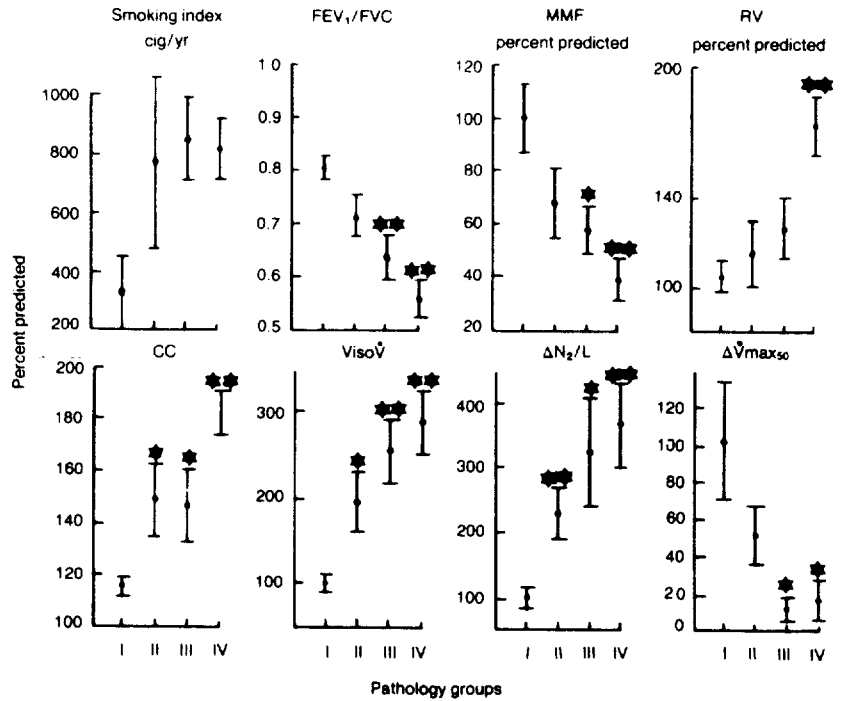 Smoking index
cig/yr
FEV₁/FVC
MMF
percent predicted
RV
percent predicted
1000
800
600
400
200
1 0
0.8
0.7
0.6
0.5
120
100
80
60
40
20
200
140
100
Percent predicted
CC
VisoV̇
ΔN₂/L
ΔV̇max₅₀
200
180
160
140
120
100
300
200
100
400
300
200
100
120
100
80
60
40
20
0
I II III IV
I II III IV
I II III IV
I II III IV
Pathology groups